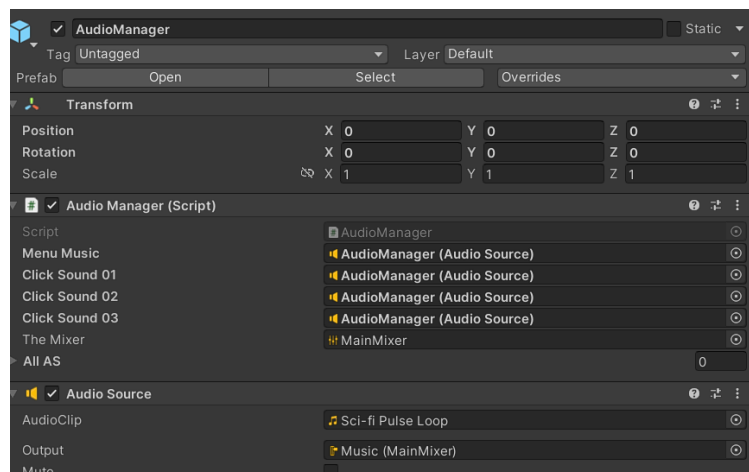 AudioManager Static
Tag Untagged Layer Default
Prefab Open Select Overrides
Transform
Position X 0 Y 0 Z 0
Rotation X 0 Y 0 Z 0
Scale X 1 Y 1 Z 1
# Audio Manager (Script)
Script # AudioManager
Menu Music AudioManager (Audio Source)
Click Sound 01 AudioManager (Audio Source)
Click Sound 02 AudioManager (Audio Source)
Click Sound 03 AudioManager (Audio Source)
The Mixer MainMixer
All AS 0
Audio Source
AudioClip Sci-fi Pulse Loop
Output Music (MainMixer)
Mute